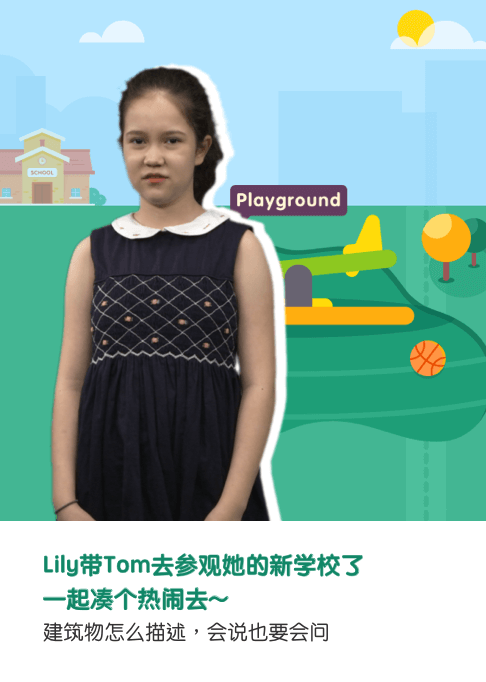 SCHOOL
Playground
Lily带Tom去参观她的新学校了
一起凑个热闹去～
建筑物怎么描述，会说也要会问